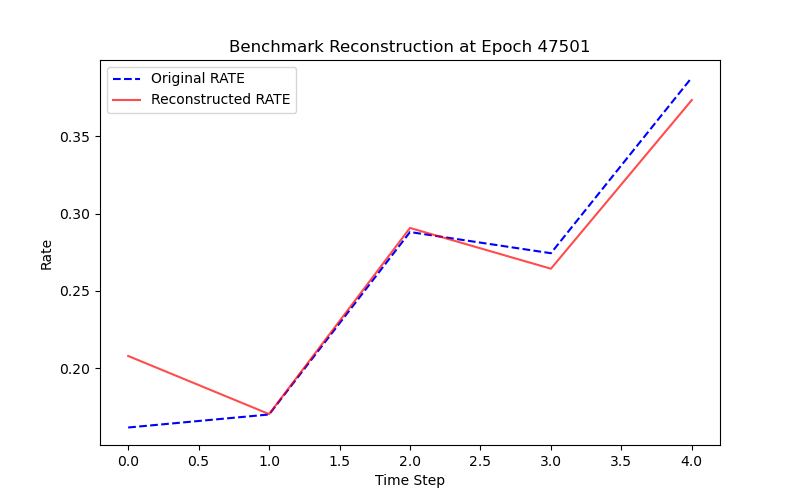 Benchmark Reconstruction at Epoch 47501
Original RATE
Reconstructed RATE
Rate
0.35
0.30
0.25
0.20
0.0 0.5 1.0 1.5 2.0 2.5 3.0 3.5 4.0
Time Step